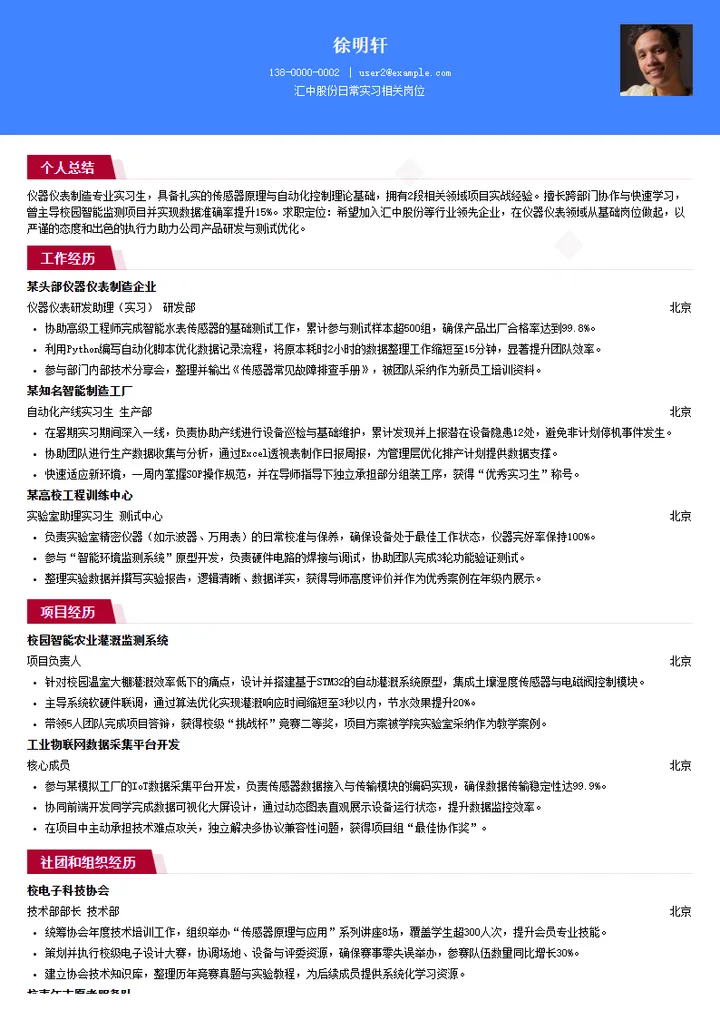 徐明轩
138-0000-0002 | user2@example.com
汇中股份日常实习相关岗位
个人总结
仪器仪表制造专业实习生，具备扎实的传感器原理与自动化控制理论基础，拥有2段相关领域项目实战经验。擅长跨部门协作与快速学习，
曾主导校园智能监测项目并实现数据准确率提升15%。求职定位：希望加入汇中股份等行业领先企业，在仪器仪表领域从基础岗位做起，以
严谨的态度和出色的执行力助力公司产品研发与测试优化。
工作经历
某头部仪器仪表制造企业
仪器仪表研发助理（实习） 研发部 北京
• 协助高级工程师完成智能水表传感器的基础测试工作，累计参与测试样本超500组，确保产品出厂合格率达到99.8%。
• 利用Python编写自动化脚本优化数据记录流程，将原本耗时2小时的数据整理工作缩短至15分钟，显著提升团队效率。
• 参与部门内部技术分享会，整理并输出《传感器常见故障排查手册》，被团队采纳作为新员工培训资料。
某知名智能制造工厂
自动化产线实习生 生产部 北京
• 在暑期实习期间深入一线，负责协助产线进行设备巡检与基础维护，累计发现并上报潜在设备隐患12处，避免非计划停机事件发生。
• 协助团队进行生产数据收集与分析，通过Excel透视表制作日报周报，为管理层优化排产计划提供数据支撑。
• 快速适应新环境，一周内掌握SOP操作规范，并在导师指导下独立承担部分组装工序，获得“优秀实习生”称号。
某高校工程训练中心
实验室助理实习生 测试中心 北京
• 负责实验室精密仪器（如示波器、万用表）的日常校准与保养，确保设备处于最佳工作状态，仪器完好率保持100%。
• 参与“智能环境监测系统”原型开发，负责硬件电路的焊接与调试，协助团队完成3轮功能验证测试。
• 整理实验数据并撰写实验报告，逻辑清晰、数据详实，获得导师高度评价并作为优秀案例在年级内展示。
项目经历
校园智能农业灌溉监测系统
项目负责人 北京
• 针对校园温室大棚灌溉效率低下的痛点，设计并搭建基于STM32的自动灌溉系统原型，集成土壤湿度传感器与电磁阀控制模块。
• 主导系统软硬件联调，通过算法优化实现灌溉响应时间缩短至3秒以内，节水效果提升20%。
• 带领5人团队完成项目答辩，获得校级“挑战杯”竞赛二等奖，项目方案被学院实验室采纳作为教学案例。
工业物联网数据采集平台开发
核心成员 北京
• 参与某模拟工厂的IoT数据采集平台开发，负责传感器数据接入与传输模块的编码实现，确保数据传输稳定性达99.9%。
• 协同前端开发同学完成数据可视化大屏设计，通过动态图表直观展示设备运行状态，提升数据监控效率。
• 在项目中主动承担技术难点攻关，独立解决多协议兼容性问题，获得项目组“最佳协作奖”。
社团和组织经历
校电子科技协会
技术部部长 技术部 北京
• 统筹协会年度技术培训工作，组织举办“传感器原理与应用”系列讲座8场，覆盖学生超300人次，提升会员专业技能。
• 策划并执行校级电子设计大赛，协调场地、设备与评委资源，确保赛事零失误举办，参赛队伍数量同比增长30%。
• 建立协会技术知识库，整理历年竞赛真题与实验教程，为后续成员提供系统化学习资源。